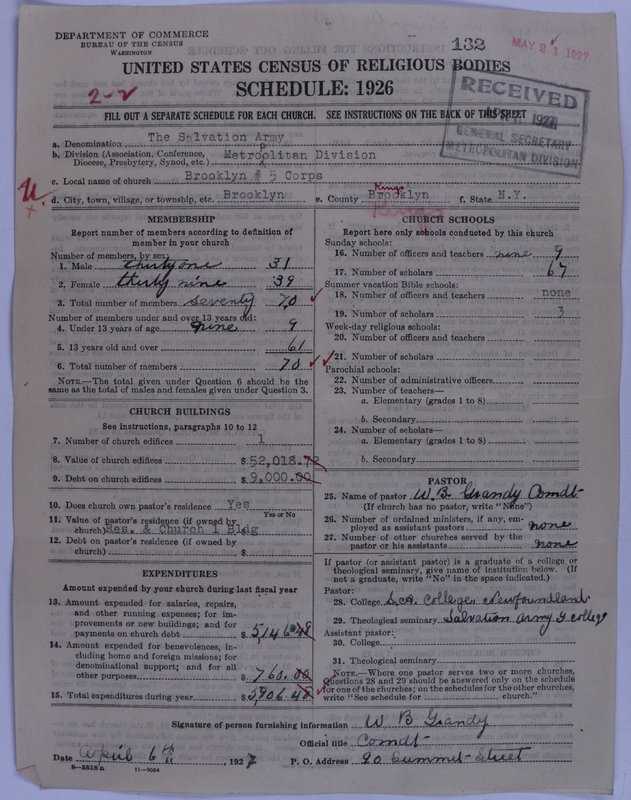 DEPARTMENT OF COMMERCE
BUREAU OF THE CENSUS
WASHINGTON
132
MAY 21 1927
UNITED STATES CENSUS OF RELIGIOUS BODIES
SCHEDULE: 1926
2-2
RECEIVED
1927
GENERAL SECRETARY
METROPOLITAN DIVISION
FILL OUT A SEPARATE SCHEDULE FOR EACH CHURCH. SEE INSTRUCTIONS ON THE BACK OF THIS SHEET
a. Denomination The Salvation Army
b. Division (Association, Conference, Diocese, Presbytery, Synod, etc.) Metropolitan Division
c. Local name of church Brooklyn # 5 Corps
d. City, town, village, or township, etc. Brooklyn e. County Brooklyn Kings f. State N.Y.
Kings
MEMBERSHIP
Report number of members according to definition of
member in your church
Number of members, by sex:
1. Male thirty one 31
2. Female thirty nine 39
3. Total number of members Seventy 70
Number of members under and over 13 years old:
4. Under 13 years of age nine 9
5. 13 years old and over 61
6. Total number of members 70
NOTE.—The total given under Question 6 should be the
same as the total of males and females given under Question 3.
CHURCH BUILDINGS
See instructions, paragraphs 10 to 12
7. Number of church edifices 1
8. Value of church edifices $ 52,018.72
9. Debt on church edifices $ 9,000.00
10. Does church own pastor's residence Yes
Yes or No
11. Value of pastor's residence (if owned by
church) Res. & Church 1 Bldg
12. Debt on pastor's residence (if owned by
church) $
EXPENDITURES
Amount expended by your church during last fiscal year
13. Amount expended for salaries, repairs,
and other running expenses; for im-
provements or new buildings; and for
payments on church debt $ 5146.48
14. Amount expended for benevolences, in-
cluding home and foreign missions; for
denominational support; and for all
other purposes $ 760.00
15. Total expenditures during year $ 5906.48
CHURCH SCHOOLS
Report here only schools conducted by this church
Sunday schools:
16. Number of officers and teachers nine 9
17. Number of scholars 67
Summer vacation Bible schools:
18. Number of officers and teachers none
19. Number of scholars 3
Week-day religious schools:
20. Number of officers and teachers
21. Number of scholars
Parochial schools:
22. Number of administrative officers
23. Number of teachers—
a. Elementary (grades 1 to 8)
b. Secondary
24. Number of scholars—
a. Elementary (grades 1 to 8)
b. Secondary
PASTOR
25. Name of pastor W. B. Grandy Comdt
(If church has no pastor, write "None")
26. Number of ordained ministers, if any, em-
ployed as assistant pastors none
27. Number of other churches served by the
pastor or his assistants none
If pastor (or assistant pastor) is a graduate of a college or
theological seminary, give name of institution below. (If
not a graduate, write "No" in the space indicated.)
Pastor:
28. College S.A. College Newfoundland
29. Theological seminary Salvation Army College
Assistant pastor:
30. College
31. Theological seminary
NOTE.—Where one pastor serves two or more churches,
Questions 28 and 29 should be answered only on the schedule
for one of the churches; on the schedules for the other churches,
write "See schedule for church."
Signature of person furnishing information W B Grandy
Official title Comdt
Date April 6th, 1927 P. O. Address 20 Summit Street
8—5518a 11—9064